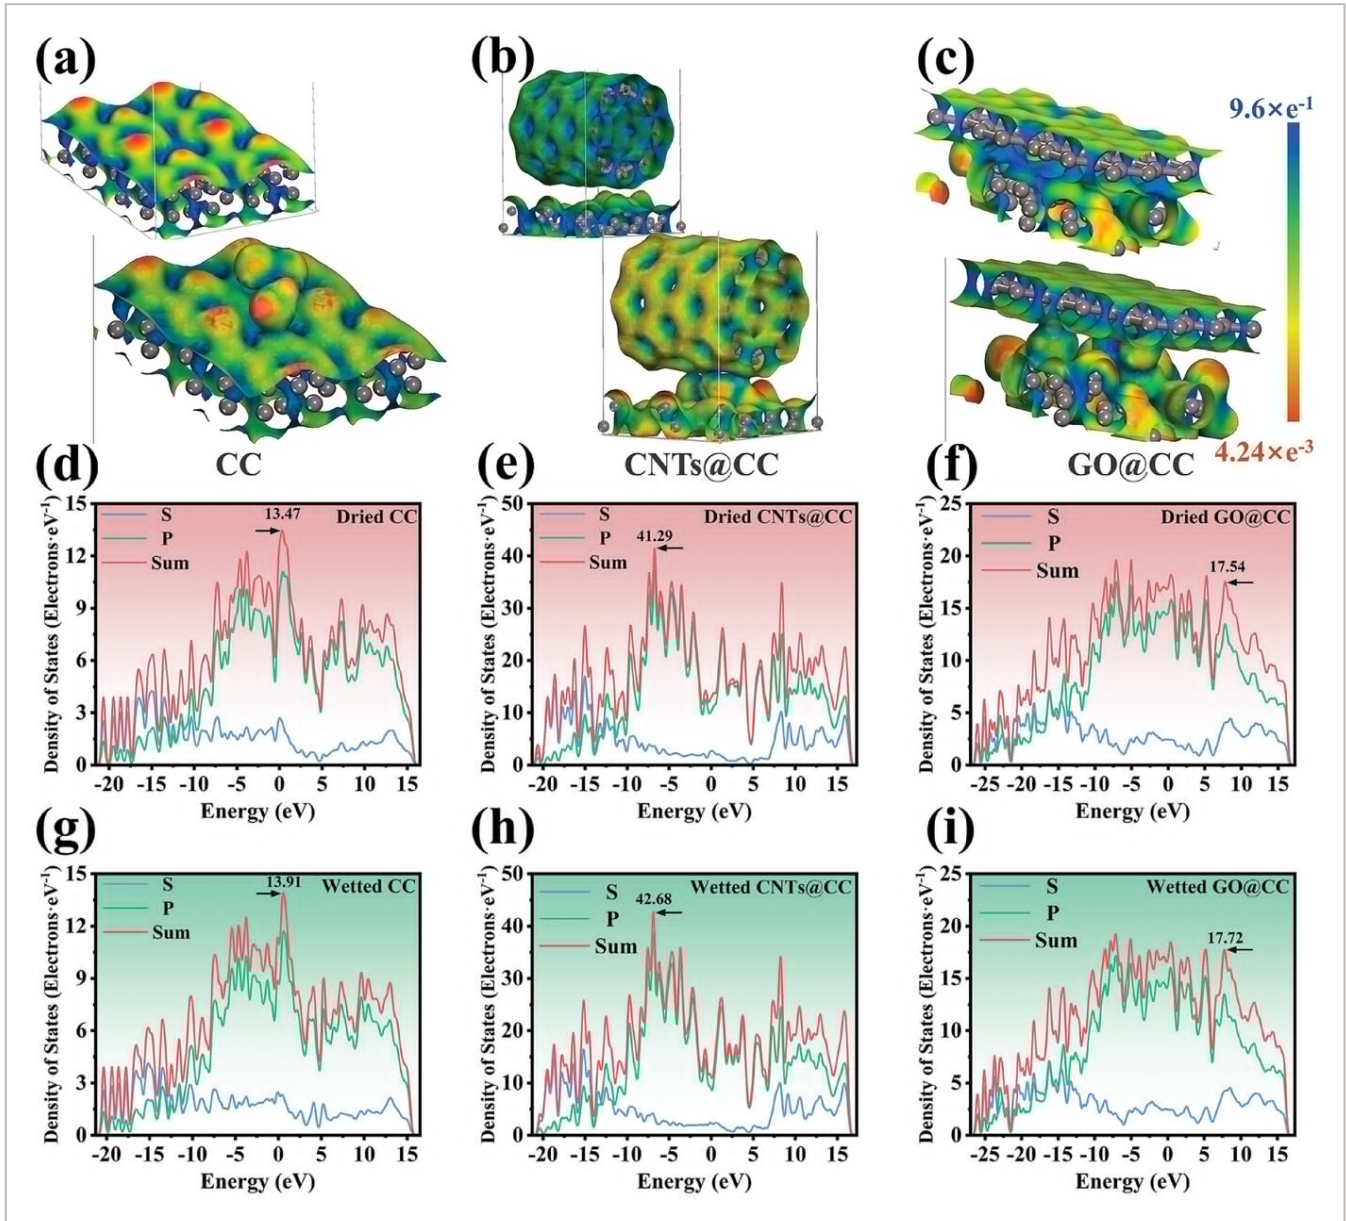 (a) (b) (c)
9.6×e⁻¹
4.24×e⁻³
CC CNTs@CC GO@CC
(d) (e) (f)
15
12
9
6
3
0
Density of States (Electrons·eV⁻¹)
S
P
Sum
13.47
Dried CC
-20 -15 -10 -5 0 5 10 15
Energy (eV)
50
40
30
20
10
0
Density of States (Electrons·eV⁻¹)
S
P
Sum
41.29
Dried CNTs@CC
-20 -15 -10 -5 0 5 10 15
Energy (eV)
25
20
15
10
5
0
Density of States (Electrons·eV⁻¹)
S
P
Sum
17.54
Dried GO@CC
-25 -20 -15 -10 -5 0 5 10 15
Energy (eV)
(g) (h) (i)
15
12
9
6
3
0
Density of States (Electrons·eV⁻¹)
S
P
Sum
13.91
Wetted CC
-20 -15 -10 -5 0 5 10 15
Energy (eV)
50
40
30
20
10
0
Density of States (Electrons·eV⁻¹)
S
P
Sum
42.68
Wetted CNTs@CC
-20 -15 -10 -5 0 5 10 15
Energy (eV)
25
20
15
10
5
0
Density of States (Electrons·eV⁻¹)
S
P
Sum
17.72
Wetted GO@CC
-25 -20 -15 -10 -5 0 5 10 15
Energy (eV)